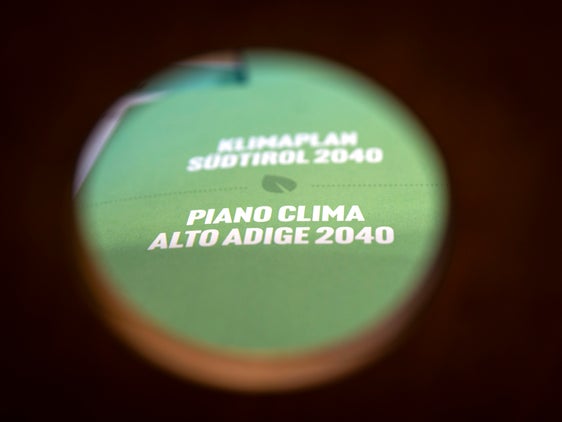 KLIMAPLAN
SÜDTIROL 2040
PIANO CLIMA
ALTO ADIGE 2040